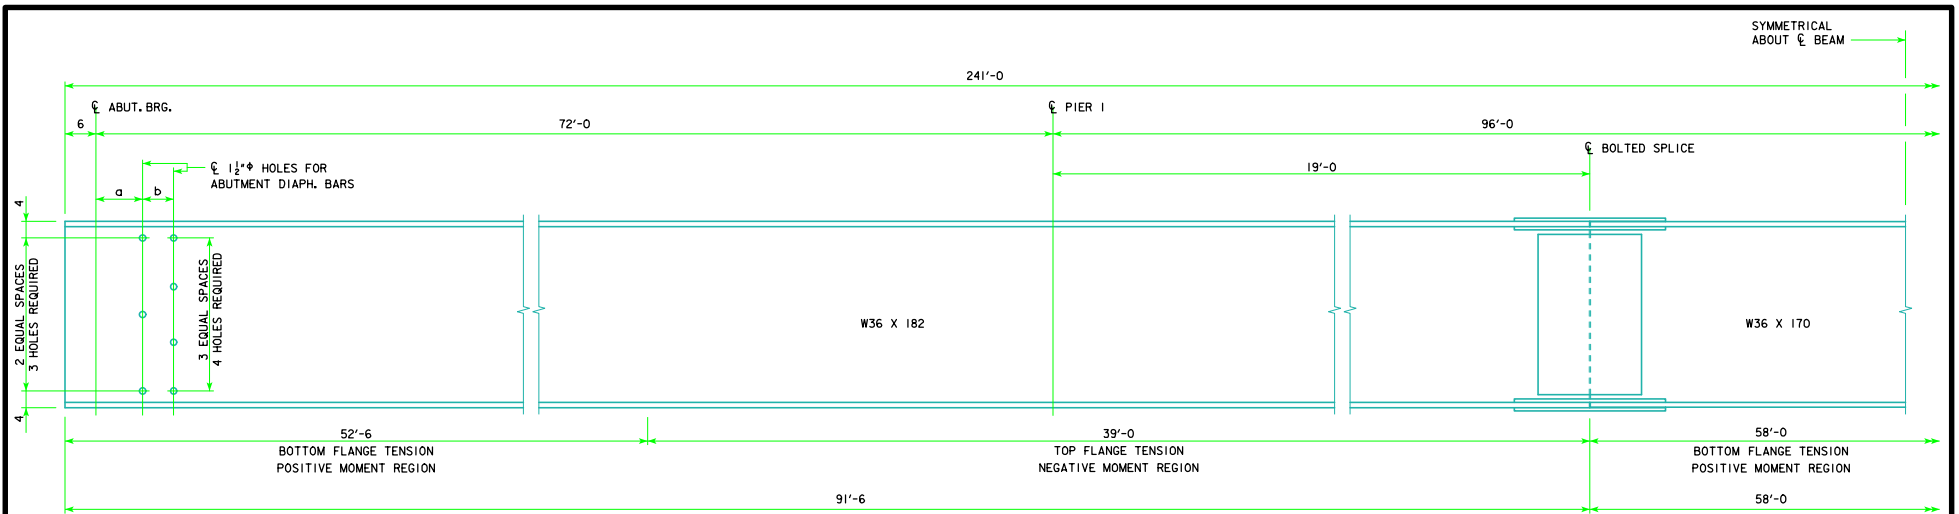 SYMMETRICAL
ABOUT ℄ BEAM
241'-0
℄ ABUT. BRG.
℄ PIER 1
6
72'-0
96'-0
℄ BOLTED SPLICE
℄ 1½"ϕ HOLES FOR
ABUTMENT DIAPH. BARS
19'-0
a
b
4
2 EQUAL SPACES
3 HOLES REQUIRED
3 EQUAL SPACES
4 HOLES REQUIRED
W36 X 182
W36 X 170
4
52'-6
BOTTOM FLANGE TENSION
POSITIVE MOMENT REGION
39'-0
TOP FLANGE TENSION
NEGATIVE MOMENT REGION
58'-0
BOTTOM FLANGE TENSION
POSITIVE MOMENT REGION
91'-6
58'-0